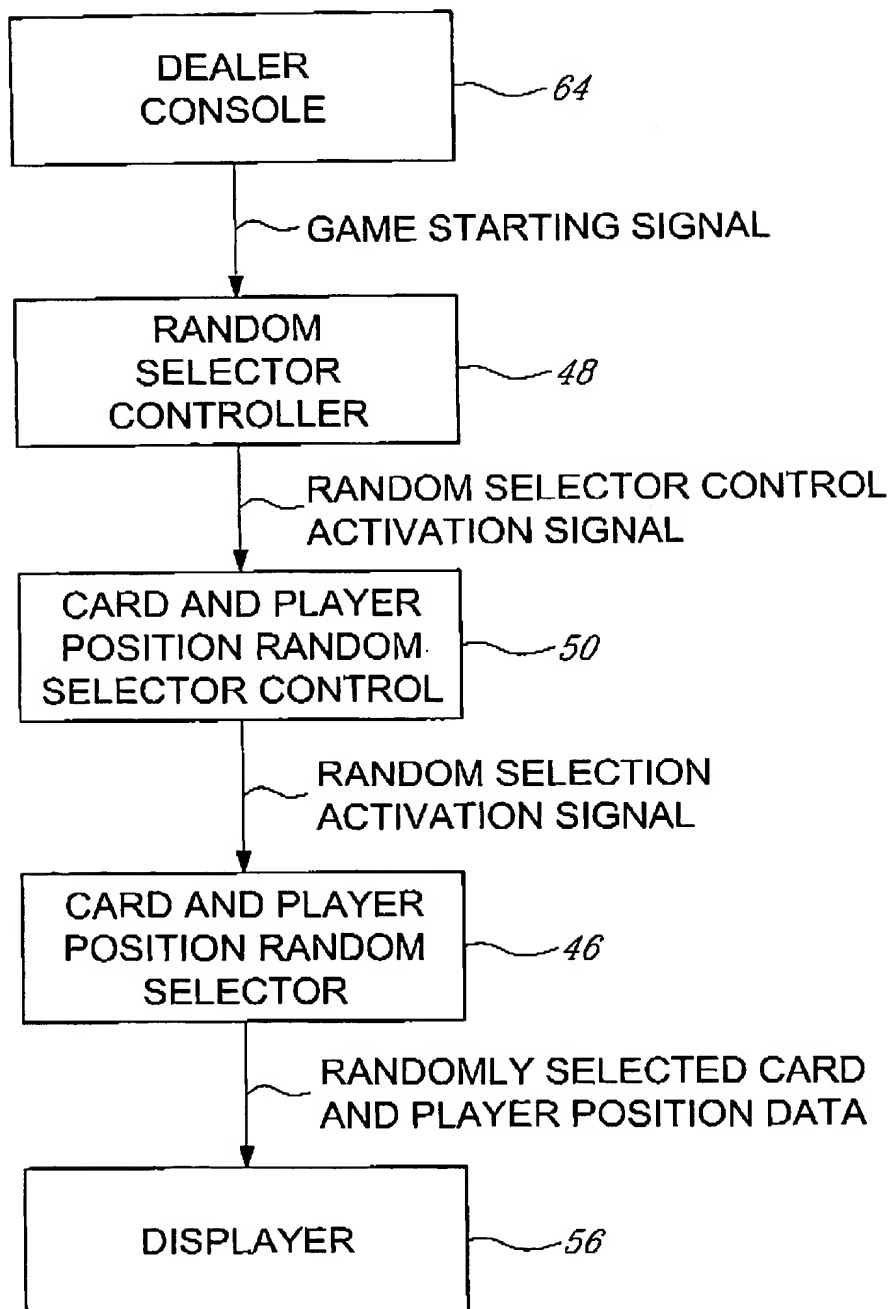 DEALER
CONSOLE
64
GAME STARTING SIGNAL
RANDOM
SELECTOR
CONTROLLER
48
RANDOM SELECTOR CONTROL
ACTIVATION SIGNAL
CARD AND PLAYER
POSITION RANDOM
SELECTOR CONTROL
50
RANDOM SELECTION
ACTIVATION SIGNAL
CARD AND PLAYER
POSITION RANDOM
SELECTOR
46
RANDOMLY SELECTED CARD
AND PLAYER POSITION DATA
DISPLAYER
56